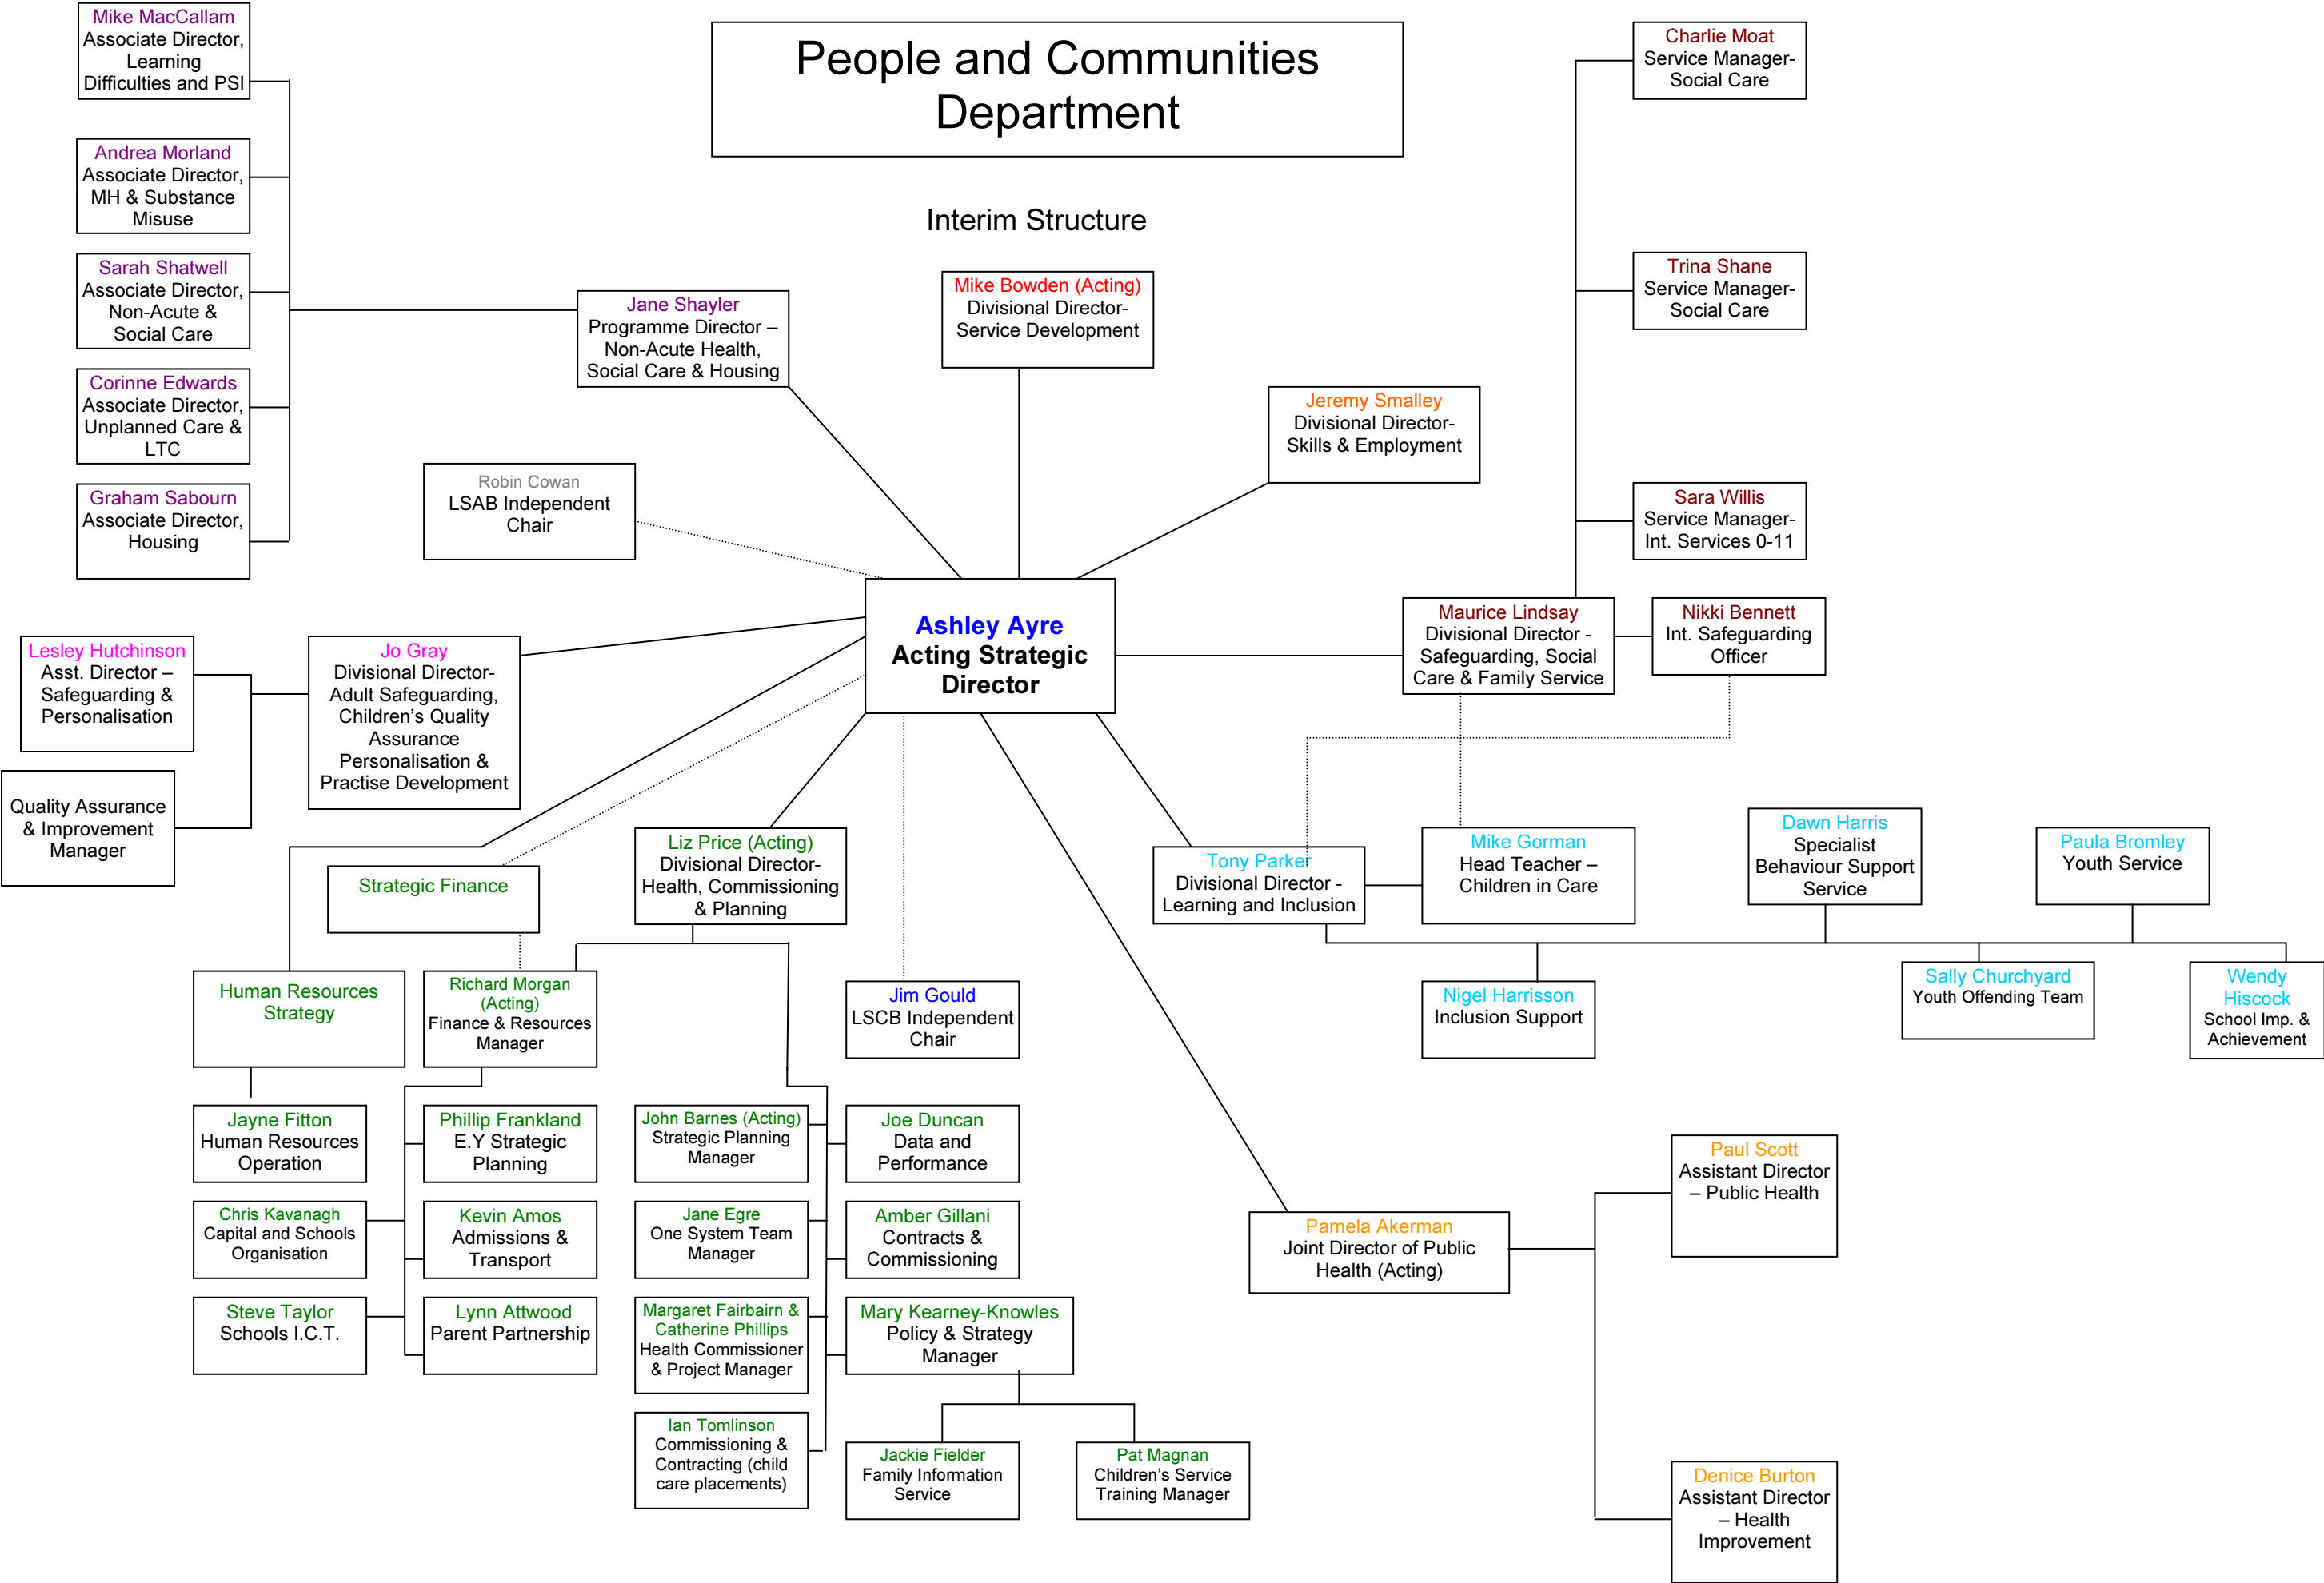 People and Communities
Department
Interim Structure
Mike MacCallam
Associate Director,
Learning
Difficulties and PSI
Andrea Morland
Associate Director,
MH & Substance
Misuse
Sarah Shatwell
Associate Director,
Non-Acute &
Social Care
Corinne Edwards
Associate Director,
Unplanned Care &
LTC
Graham Sabourn
Associate Director,
Housing
Jane Shayler
Programme Director –
Non-Acute Health,
Social Care & Housing
Mike Bowden (Acting)
Divisional Director-
Service Development
Jeremy Smalley
Divisional Director-
Skills & Employment
Robin Cowan
LSAB Independent
Chair
Charlie Moat
Service Manager-
Social Care
Trina Shane
Service Manager-
Social Care
Sara Willis
Service Manager-
Int. Services 0-11
Ashley Ayre
Acting Strategic
Director
Maurice Lindsay
Divisional Director -
Safeguarding, Social
Care & Family Service
Nikki Bennett
Int. Safeguarding
Officer
Lesley Hutchinson
Asst. Director –
Safeguarding &
Personalisation
Quality Assurance
& Improvement
Manager
Jo Gray
Divisional Director-
Adult Safeguarding,
Children's Quality
Assurance
Personalisation &
Practise Development
Strategic Finance
Liz Price (Acting)
Divisional Director-
Health, Commissioning
& Planning
Tony Parker
Divisional Director -
Learning and Inclusion
Mike Gorman
Head Teacher –
Children in Care
Dawn Harris
Specialist
Behaviour Support
Service
Paula Bromley
Youth Service
Human Resources
Strategy
Richard Morgan
(Acting)
Finance & Resources
Manager
Jim Gould
LSCB Independent
Chair
Nigel Harrisson
Inclusion Support
Sally Churchyard
Youth Offending Team
Wendy
Hiscock
School Imp. &
Achievement
Jayne Fitton
Human Resources
Operation
Phillip Frankland
E.Y Strategic
Planning
John Barnes (Acting)
Strategic Planning
Manager
Joe Duncan
Data and
Performance
Chris Kavanagh
Capital and Schools
Organisation
Kevin Amos
Admissions &
Transport
Jane Egre
One System Team
Manager
Amber Gillani
Contracts &
Commissioning
Steve Taylor
Schools I.C.T.
Lynn Attwood
Parent Partnership
Margaret Fairbairn &
Catherine Phillips
Health Commissioner
& Project Manager
Mary Kearney-Knowles
Policy & Strategy
Manager
Ian Tomlinson
Commissioning &
Contracting (child
care placements)
Jackie Fielder
Family Information
Service
Pat Magnan
Children's Service
Training Manager
Pamela Akerman
Joint Director of Public
Health (Acting)
Paul Scott
Assistant Director
– Public Health
Denice Burton
Assistant Director
– Health
Improvement